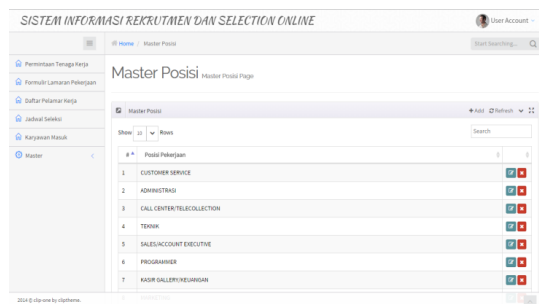 SISTEM INFORMASI REKRUTMEN DAN SELECTION ONLINE
User Account
Home / Master Posisi
Start Searching...
Permintaan Tenaga Kerja
Formulir Lamaran Pekerjaan
Daftar Pelamar Kerja
Jadwal Seleksi
Karyawan Masuk
Master
Master Posisi Master Posisi Page
Master Posisi
Add Refresh
Show 10 Rows
Search
# Posisi Pekerjaan
1 CUSTOMER SERVICE
2 ADMINISTRASI
3 CALL CENTER/TELECOLLECTION
4 TEKNIK
5 SALES/ACCOUNT EXECUTIVE
6 PROGRAMMER
7 KASIR GALLERY/KEUANGAN
2014 © clip-one by cliptheme.